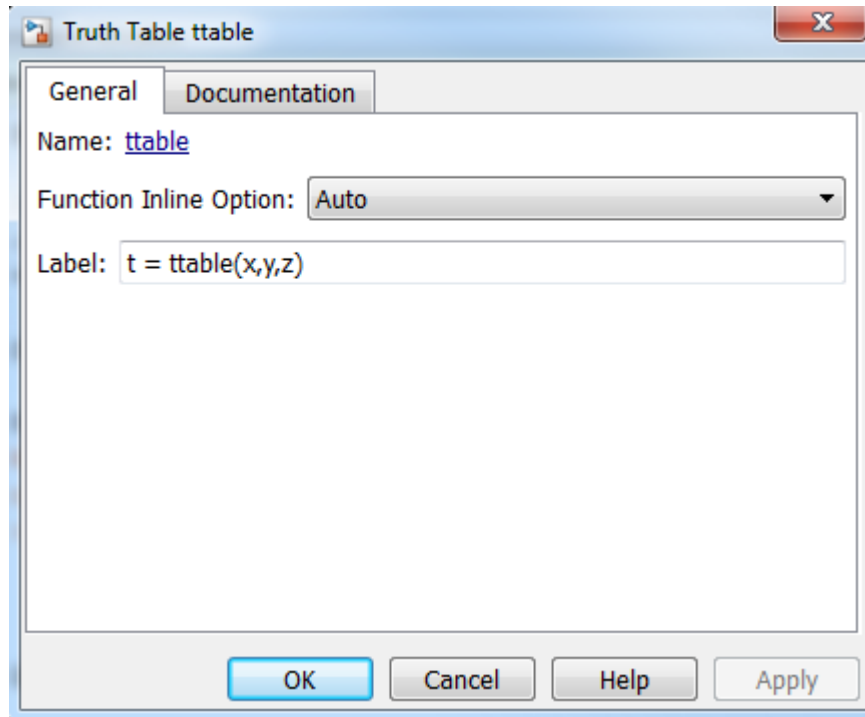 Truth Table ttable
General Documentation
Name: ttable
Function Inline Option: Auto
Label: t = ttable(x,y,z)
OK Cancel Help Apply